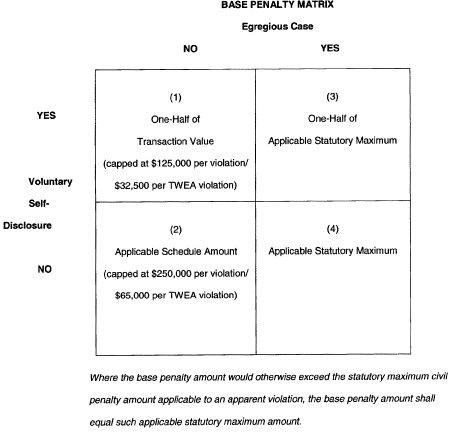 BASE PENALTY MATRIX
Egregious Case
NO
YES
YES
(1)
One-Half of
Transaction Value
(capped at $125,000 per violation/
$32,500 per TWEA violation)
(3)
One-Half of
Applicable Statutory Maximum
Voluntary
Self-
Disclosure
NO
(2)
Applicable Schedule Amount
(capped at $250,000 per violation/
$65,000 per TWEA violation)
(4)
Applicable Statutory Maximum
Where the base penalty amount would otherwise exceed the statutory maximum civil
penalty amount applicable to an apparent violation, the base penalty amount shall
equal such applicable statutory maximum amount.